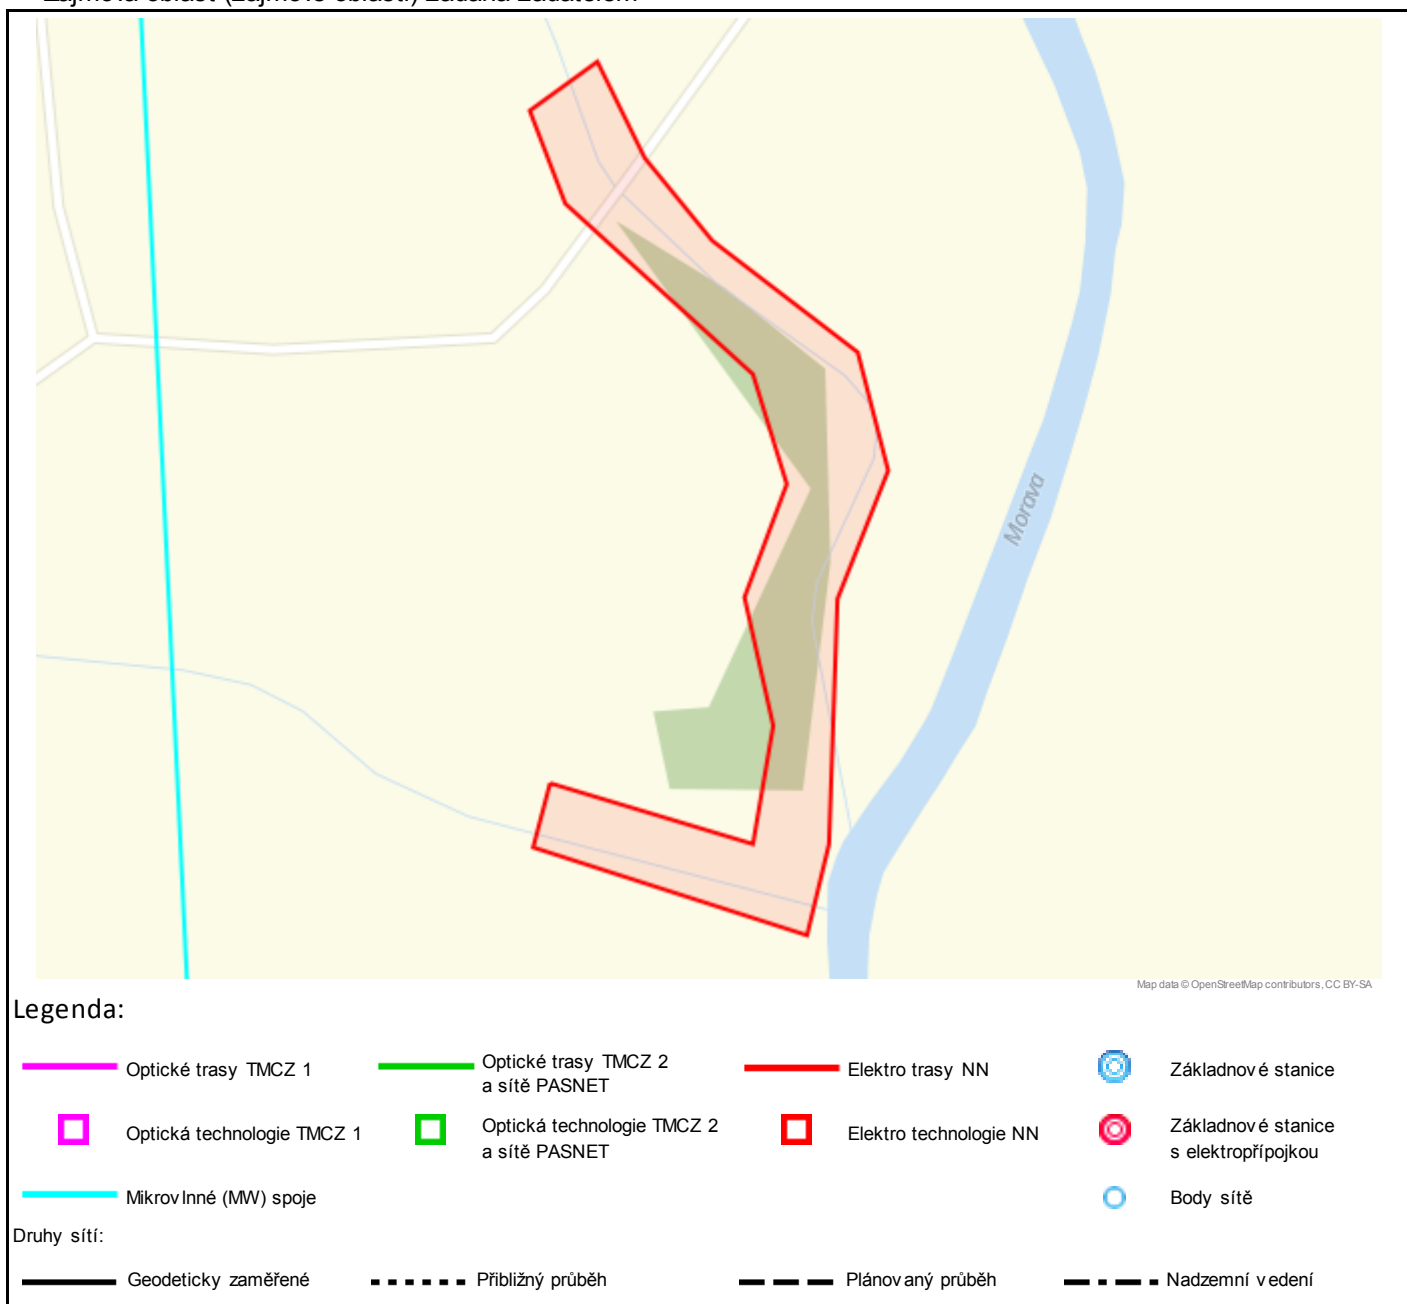 Morava
Map data © OpenStreetMap contributors, CC BY-SA
Legenda:
Optické trasy TMCZ 1
Optické trasy TMCZ 2
a sítě PASNET
Elektro trasy NN
Základnové stanice
Optická technologie TMCZ 1
Optická technologie TMCZ 2
a sítě PASNET
Elektro technologie NN
Základnové stanice
s elektropřípojkou
Mikrovlnné (MW) spoje
Body sítě
Druhy sítí:
Geodeticky zaměřené
Přibližný průběh
Plánovaný průběh
Nadzemní vedení